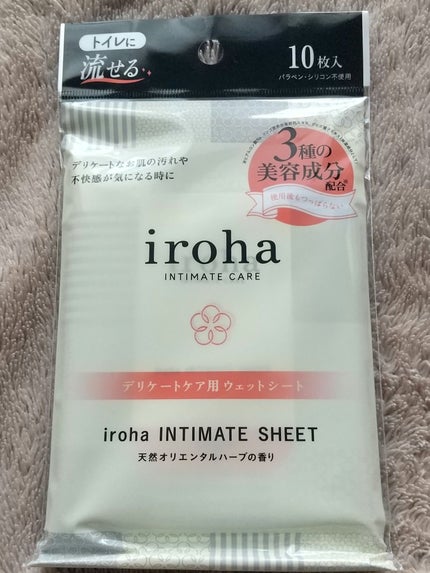 トイレに
流せる
10枚入
パラベン・シリコン不使用
デリケートなお肌の汚れや
不快感が気になる時に
3種の
美容成分
配合
使用後もつっぱらない
iroha
INTIMATE CARE
デリケートケア用 ウェットシート
iroha INTIMATE SHEET
天然オリエンタルハーブの香り